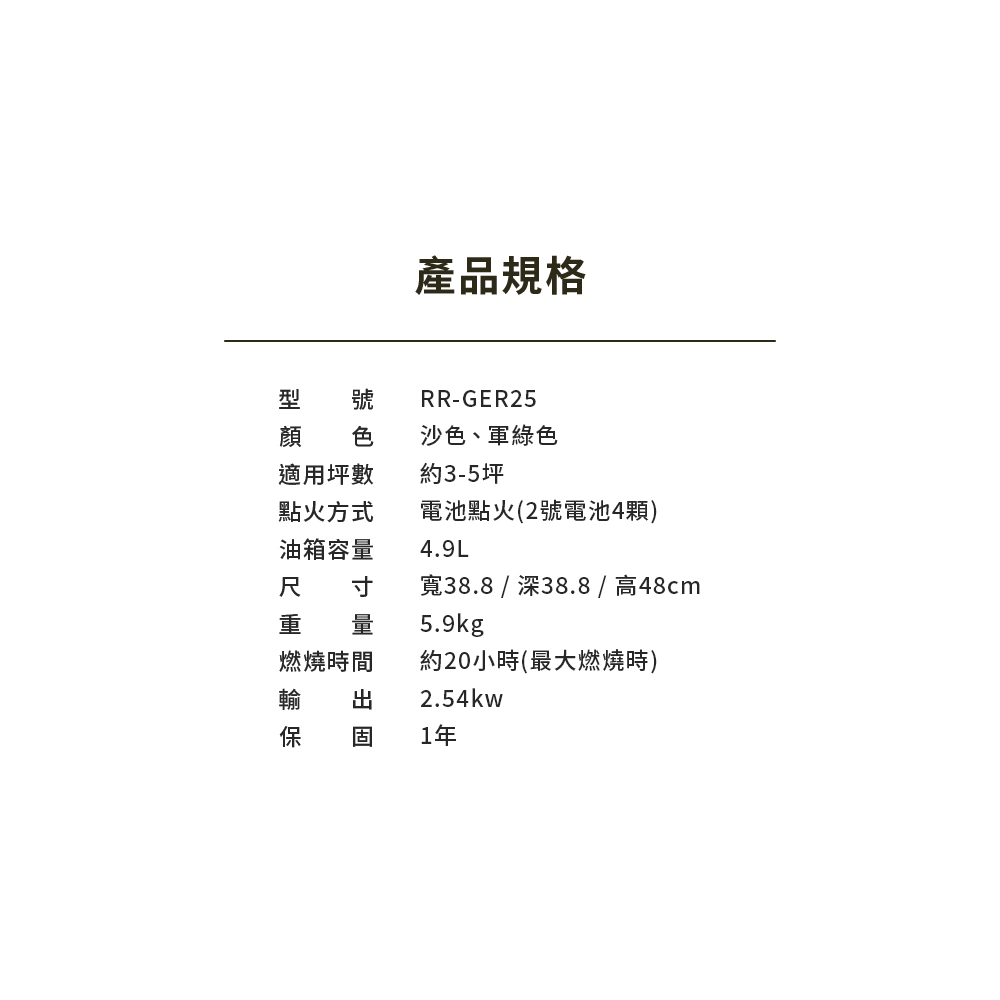 產品規格
型號 RR-GER25
顏色 沙色、軍綠色
適用坪數 約3-5坪
點火方式 電池點火(2號電池4顆)
油箱容量 4.9L
尺寸 寬38.8 / 深38.8 / 高48cm
重量 5.9kg
燃燒時間 約20小時(最大燃燒時)
輸出 2.54kw
保固 1年